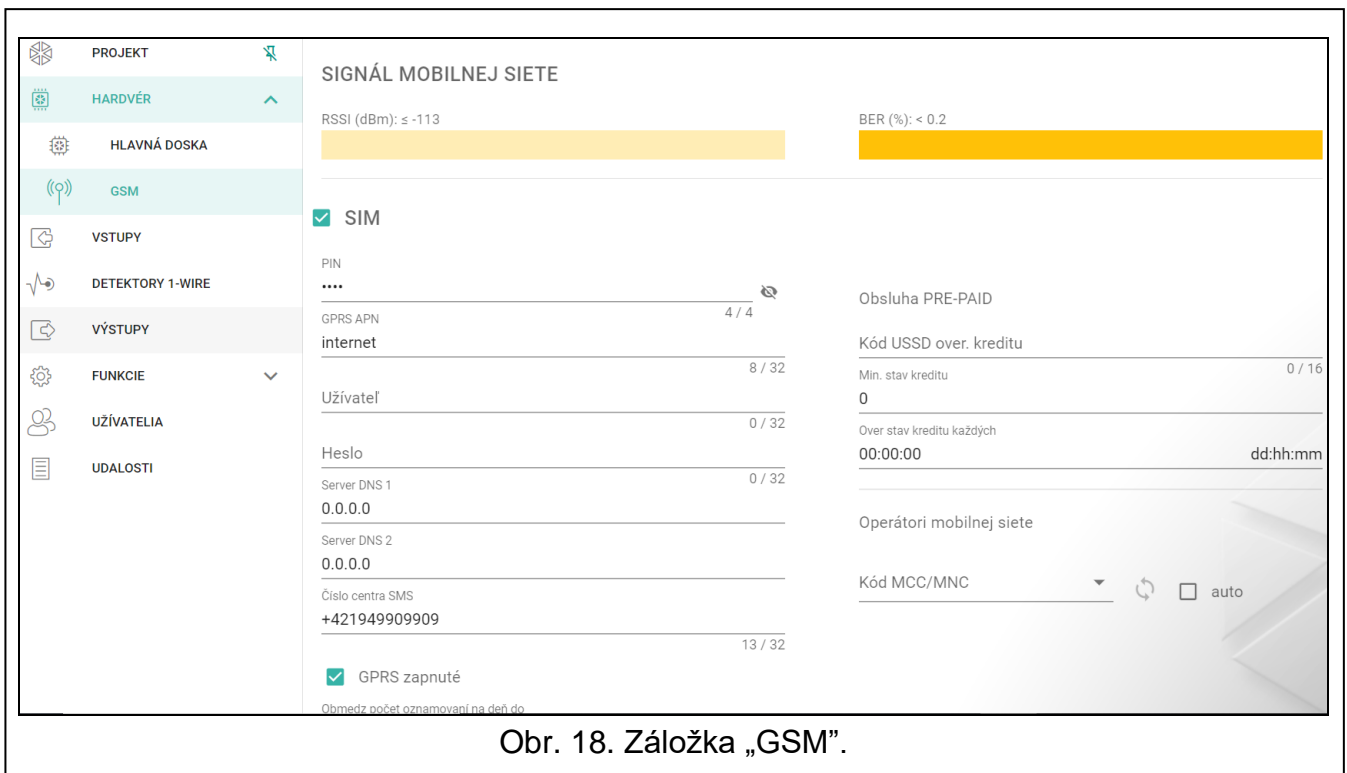 PROJEKT
HARDVÉR
HLAVNÁ DOSKA
GSM
VSTUPY
DETEKTORY 1-WIRE
VÝSTUPY
FUNKCIE
UŽÍVATELIA
UDALOSTI
SIGNÁL MOBILNEJ SIETE
RSSI (dBm): ≤ -113
BER (%): < 0.2
SIM
PIN
••••
4 / 4
GPRS APN
internet
8 / 32
Užívateľ
0 / 32
Heslo
0 / 32
Server DNS 1
0.0.0.0
Server DNS 2
0.0.0.0
Číslo centra SMS
+421949909909
13 / 32
GPRS zapnuté
Obmedz počet oznamovaní na deň do
Obsluha PRE-PAID
Kód USSD over. kreditu
0 / 16
Min. stav kreditu
0
Over stav kreditu každých
00:00:00 dd:hh:mm
Operátori mobilnej siete
Kód MCC/MNC
auto
Obr. 18. Záložka „GSM”.